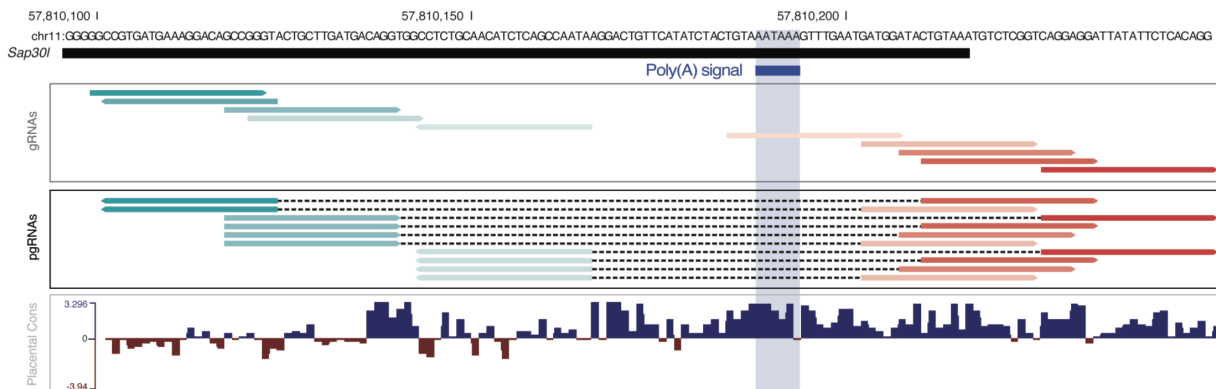 57,810,100 57,810,150 57,810,200
chr11:GGGGGCCGTGATGAAAGGACAGCCGGGTACTGCTTGATGACAGGTGGCCTCTGCAACATCTCAGCCAATAAGGACTGTTCATATCTACTGTAAATAAAGTTTGAATGATGGATACTGTAAATGTCTCGGTCAGGAGGATTATATTCTCACAGG
Sap30l
Poly(A) signal
gRNAs
pgRNAs
Placental Cons
3.296
0
-3.94